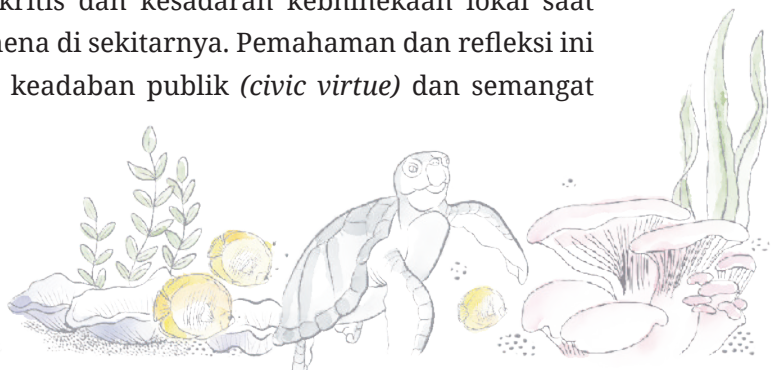 kritis dan kesadaran kebhinekaan lokal saat
di sekitarnya. Pemahaman dan refleksi ini
keadaban publik (civic virtue) dan semangat